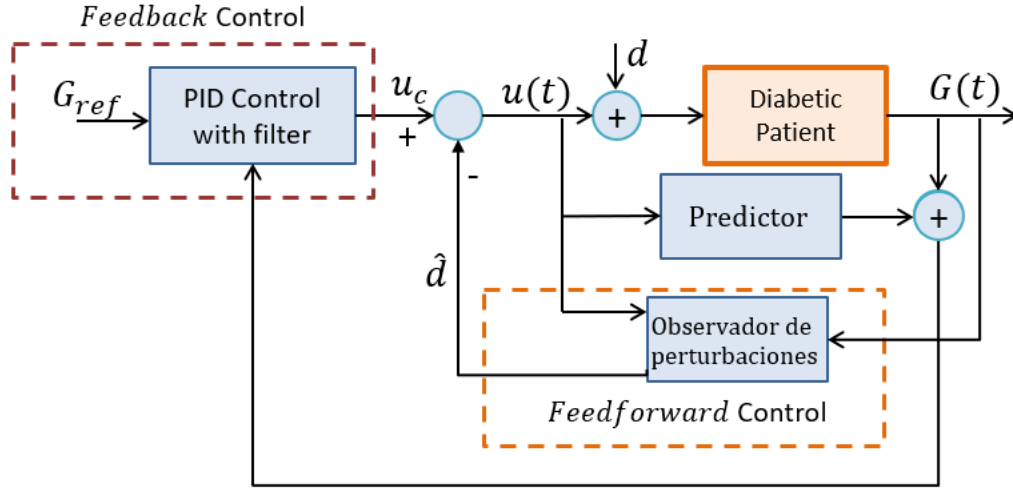 Feedback Control
G_ref
PID Control
with filter
u_c
+
-
u(t)
d
+
Diabetic
Patient
G(t)
Predictor
+
d̂
Observador de
perturbaciones
Feedforward Control